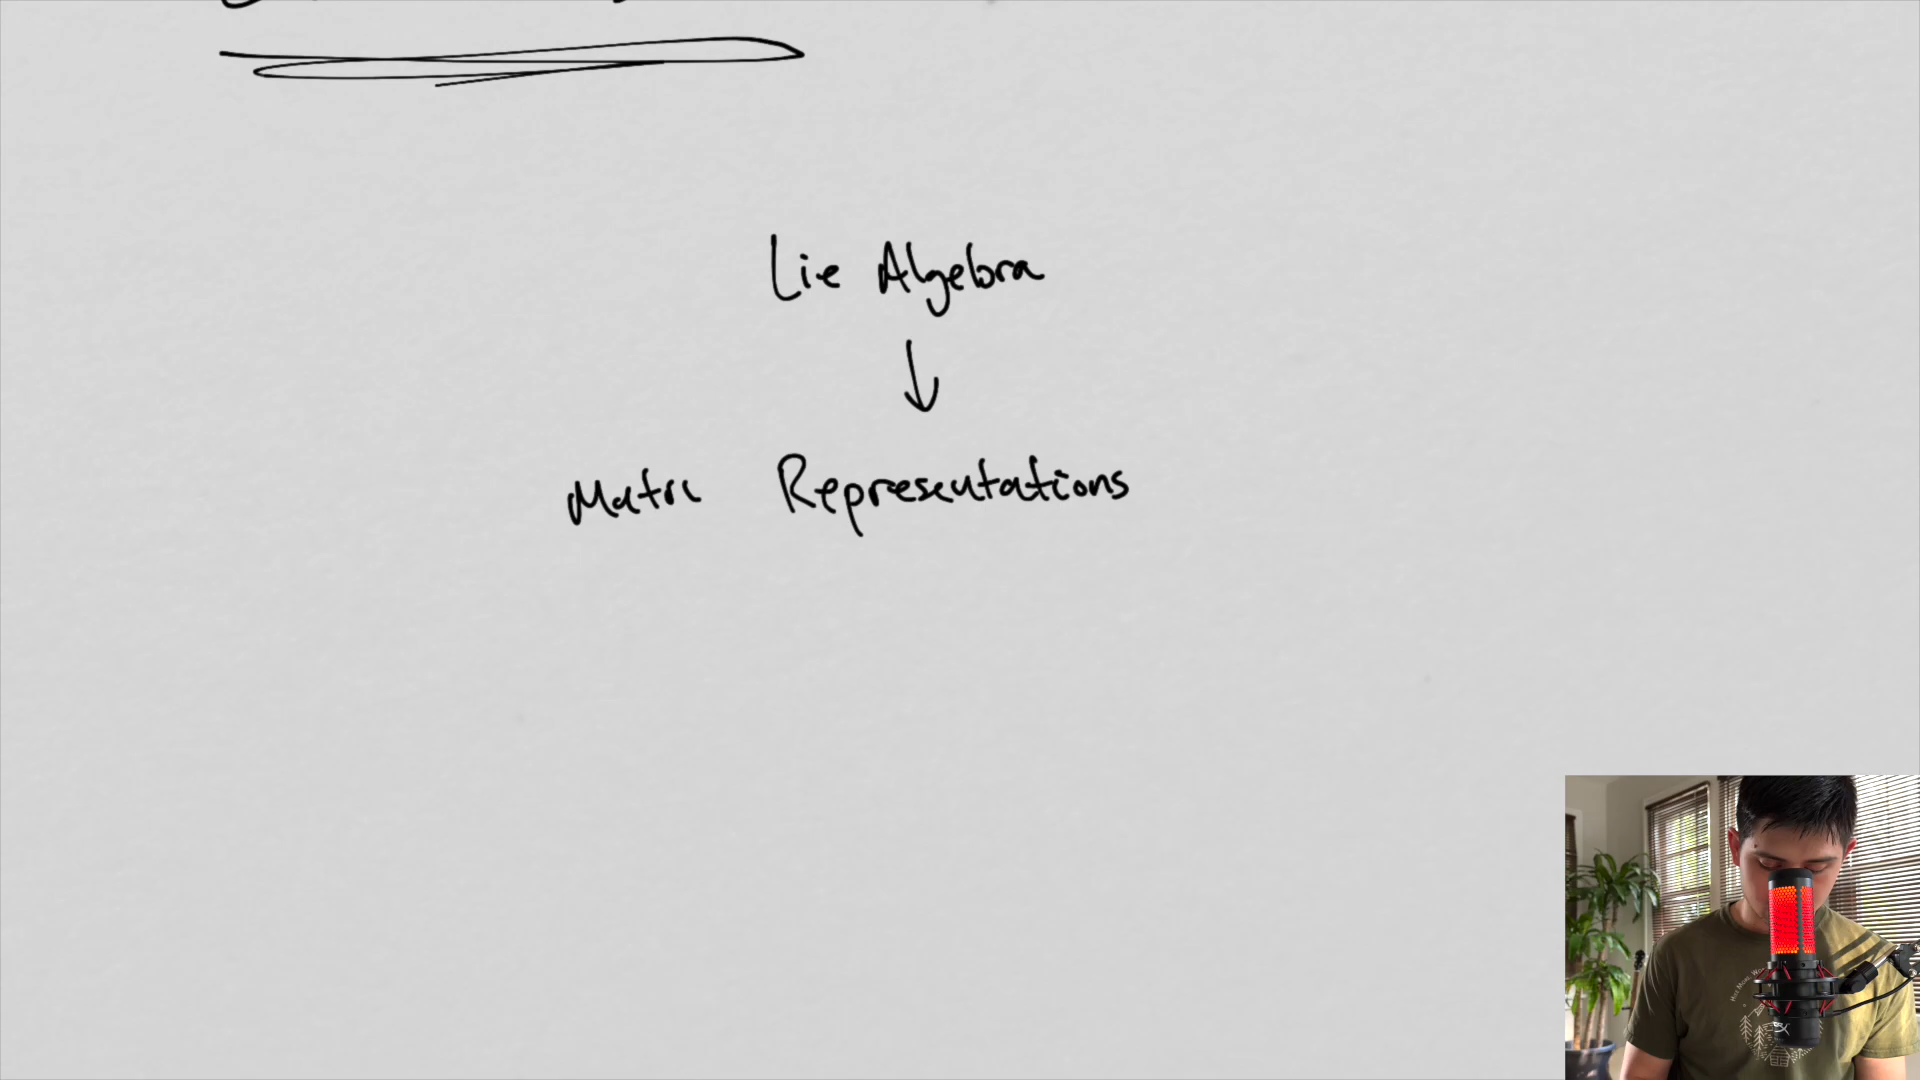 Lie Algebra
↓
Matri Representations